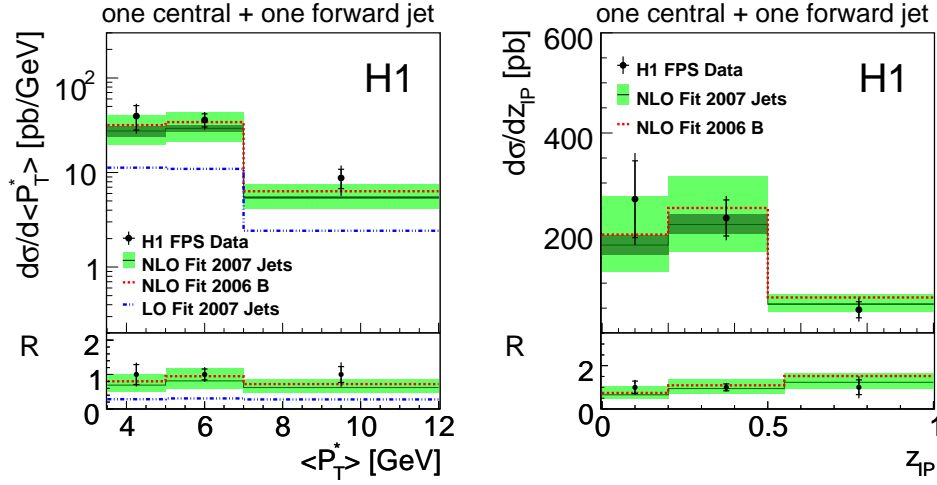 one central + one forward jet
dσ/d<P*T> [pb/GeV]
10²
10
1
H1
H1 FPS Data
NLO Fit 2007 Jets
NLO Fit 2006 B
LO Fit 2007 Jets
R
2
1
0
4 6 8 10 12
<P*T> [GeV]
one central + one forward jet
dσ/dzIP [pb]
600
400
200
H1
H1 FPS Data
NLO Fit 2007 Jets
NLO Fit 2006 B
R
2
0
0 0.5 1
zIP